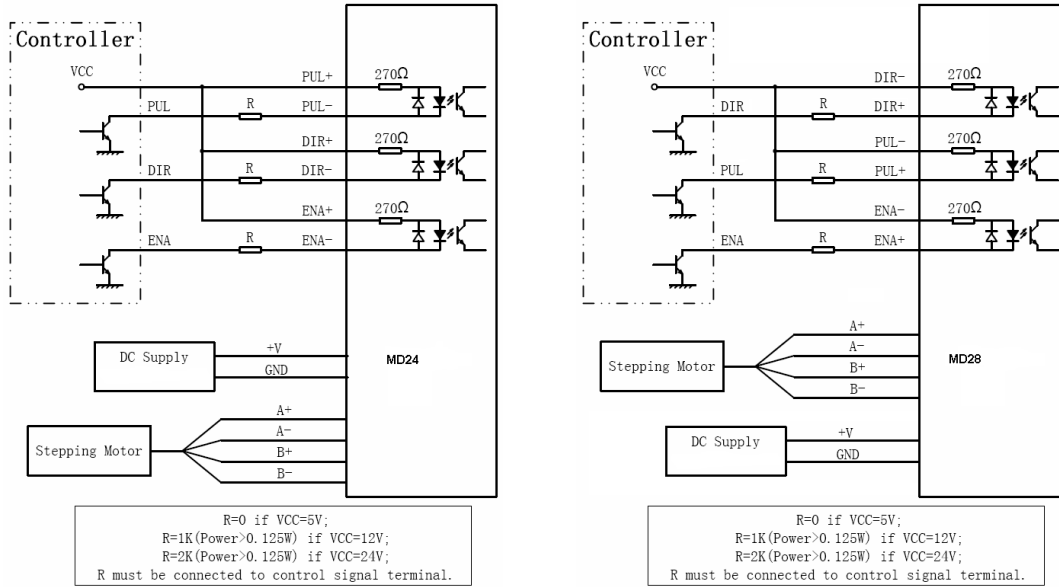 Controller
VCC
PUL+
270Ω
PUL
R
PUL-
DIR+
270Ω
DIR
R
DIR-
ENA+
270Ω
ENA
R
ENA-
DC Supply
+V
GND
MD24
Stepping Motor
A+
A-
B+
B-
R=0 if VCC=5V;
R=1K(Power>0.125W) if VCC=12V;
R=2K(Power>0.125W) if VCC=24V;
R must be connected to control signal terminal.
Controller
VCC
DIR-
270Ω
DIR
R
DIR+
PUL-
270Ω
PUL
R
PUL+
ENA-
270Ω
ENA
R
ENA+
Stepping Motor
A+
A-
B+
B-
MD28
DC Supply
+V
GND
R=0 if VCC=5V;
R=1K(Power>0.125W) if VCC=12V;
R=2K(Power>0.125W) if VCC=24V;
R must be connected to control signal terminal.